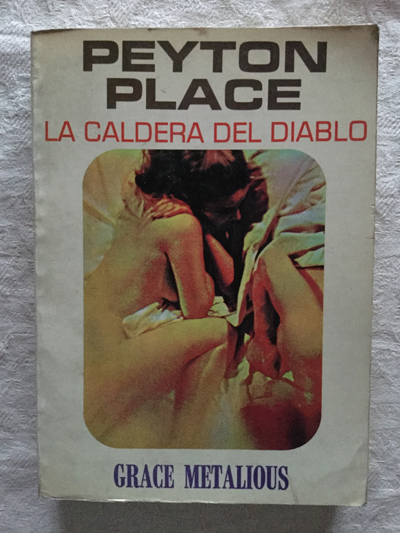 PEYTON
PLACE
LA CALDERA DEL DIABLO
GRACE METALIOUS